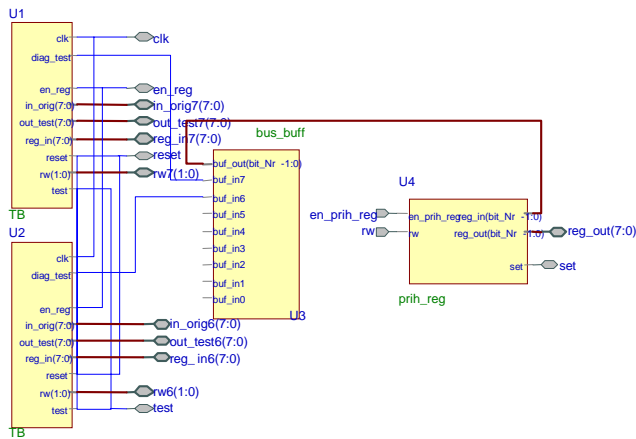 U1
clk
diag_test
en_reg
in_orig(7:0)
out_test(7:0)
reg_in(7:0)
reset
rw(1:0)
test
TB
clk
en_reg
in_orig7(7:0)
out_test7(7:0)
reg_in7(7:0)
reset
rw7(1:0)
U2
clk
diag_test
en_reg
in_orig(7:0)
out_test(7:0)
reg_in(7:0)
reset
rw(1:0)
test
TB
in_orig6(7:0)
out_test6(7:0)
reg_ in6(7:0)
rw6(1:0)
test
bus_buff
buf_out(bit_Nr -1:0)
buf_in7
buf_in6
buf_in5
buf_in4
buf_in3
buf_in2
buf_in1
buf_in0
U3
U4
en_prih_reg
rw
en_prih_reg
rw
reg_in(bit_Nr -1:0)
reg_out(bit_Nr -1:0)
set
prih_reg
reg_out(7:0)
set